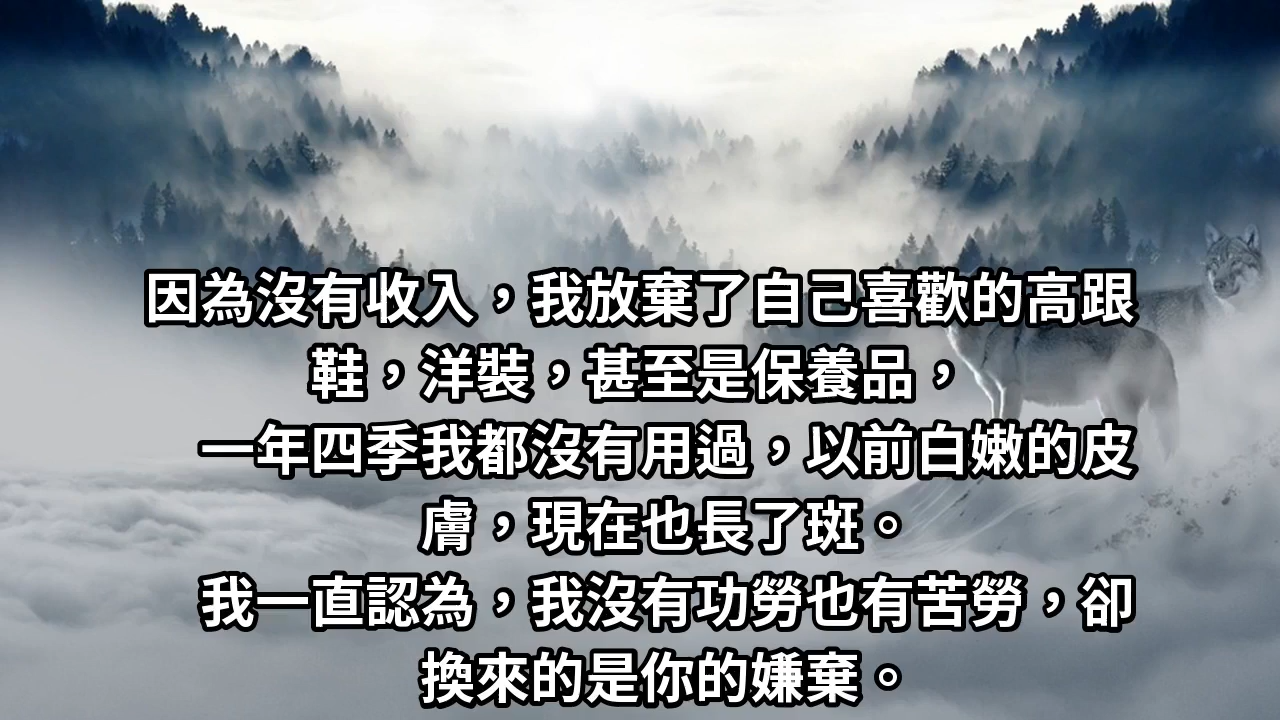 因為沒有收入，我放棄了自己喜歡的高跟
鞋，洋裝，甚至是保養品，
一年四季我都沒有用過，以前白嫩的皮
膚，現在也長了斑。
我一直認為，我沒有功勞也有苦勞，卻
換來的是你的嫌棄。